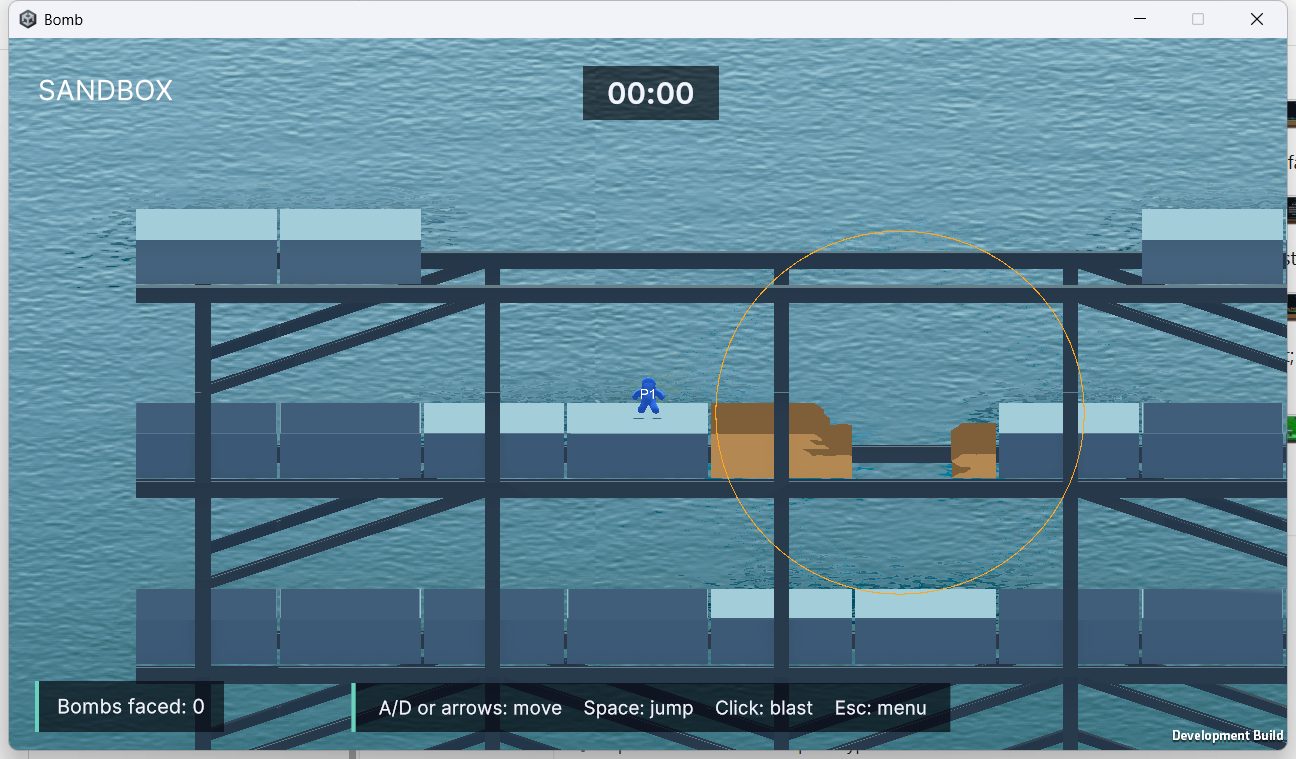 Bomb
SANDBOX
00:00
P1
Bombs faced: 0
A/D or arrows: move Space: jump Click: blast Esc: menu
Development Build